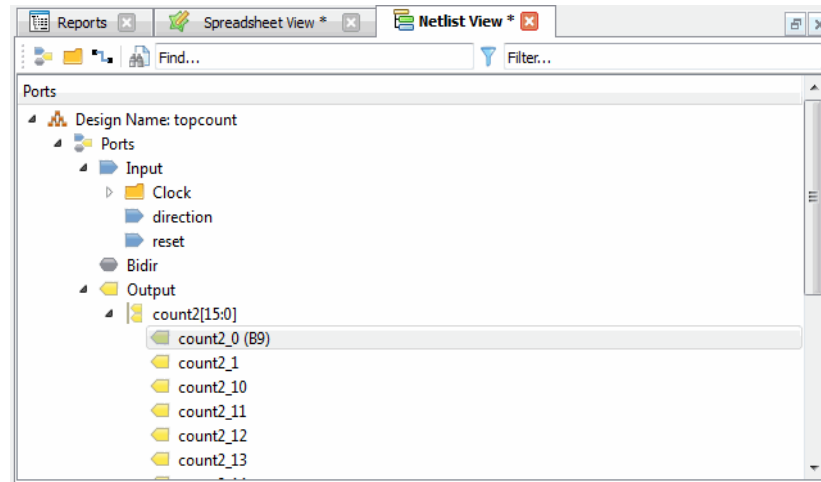 Reports Spreadsheet View * Netlist View *
Find... Filter...
Ports
Design Name: topcount
Ports
Input
Clock
direction
reset
Bidir
Output
count2[15:0]
count2_0 (B9)
count2_1
count2_10
count2_11
count2_12
count2_13